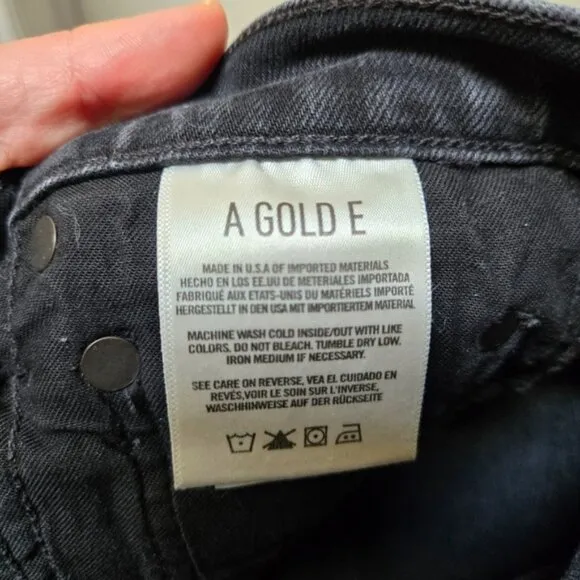 A GOLD E
MADE IN U.S.A OF IMPORTED MATERIALS
HECHO EN LOS EE.UU DE METERIALES IMPORTADA
FABRIQUÉ AUX ETATS-UNIS DU MATÉRIELS IMPORTÉ
HERGESTELLT IN DEN USA MIT IMPORTIERTEM MATERIAL
MACHINE WASH COLD INSIDE/OUT WITH LIKE
COLORS. DO NOT BLEACH. TUMBLE DRY LOW.
IRON MEDIUM IF NECESSARY.
SEE CARE ON REVERSE, VEA EL CUIDADO EN
REVÉS,VOIR LE SOIN SUR L'INVERSE,
WASCHHINWEISE AUF DER RÜCKSEITE